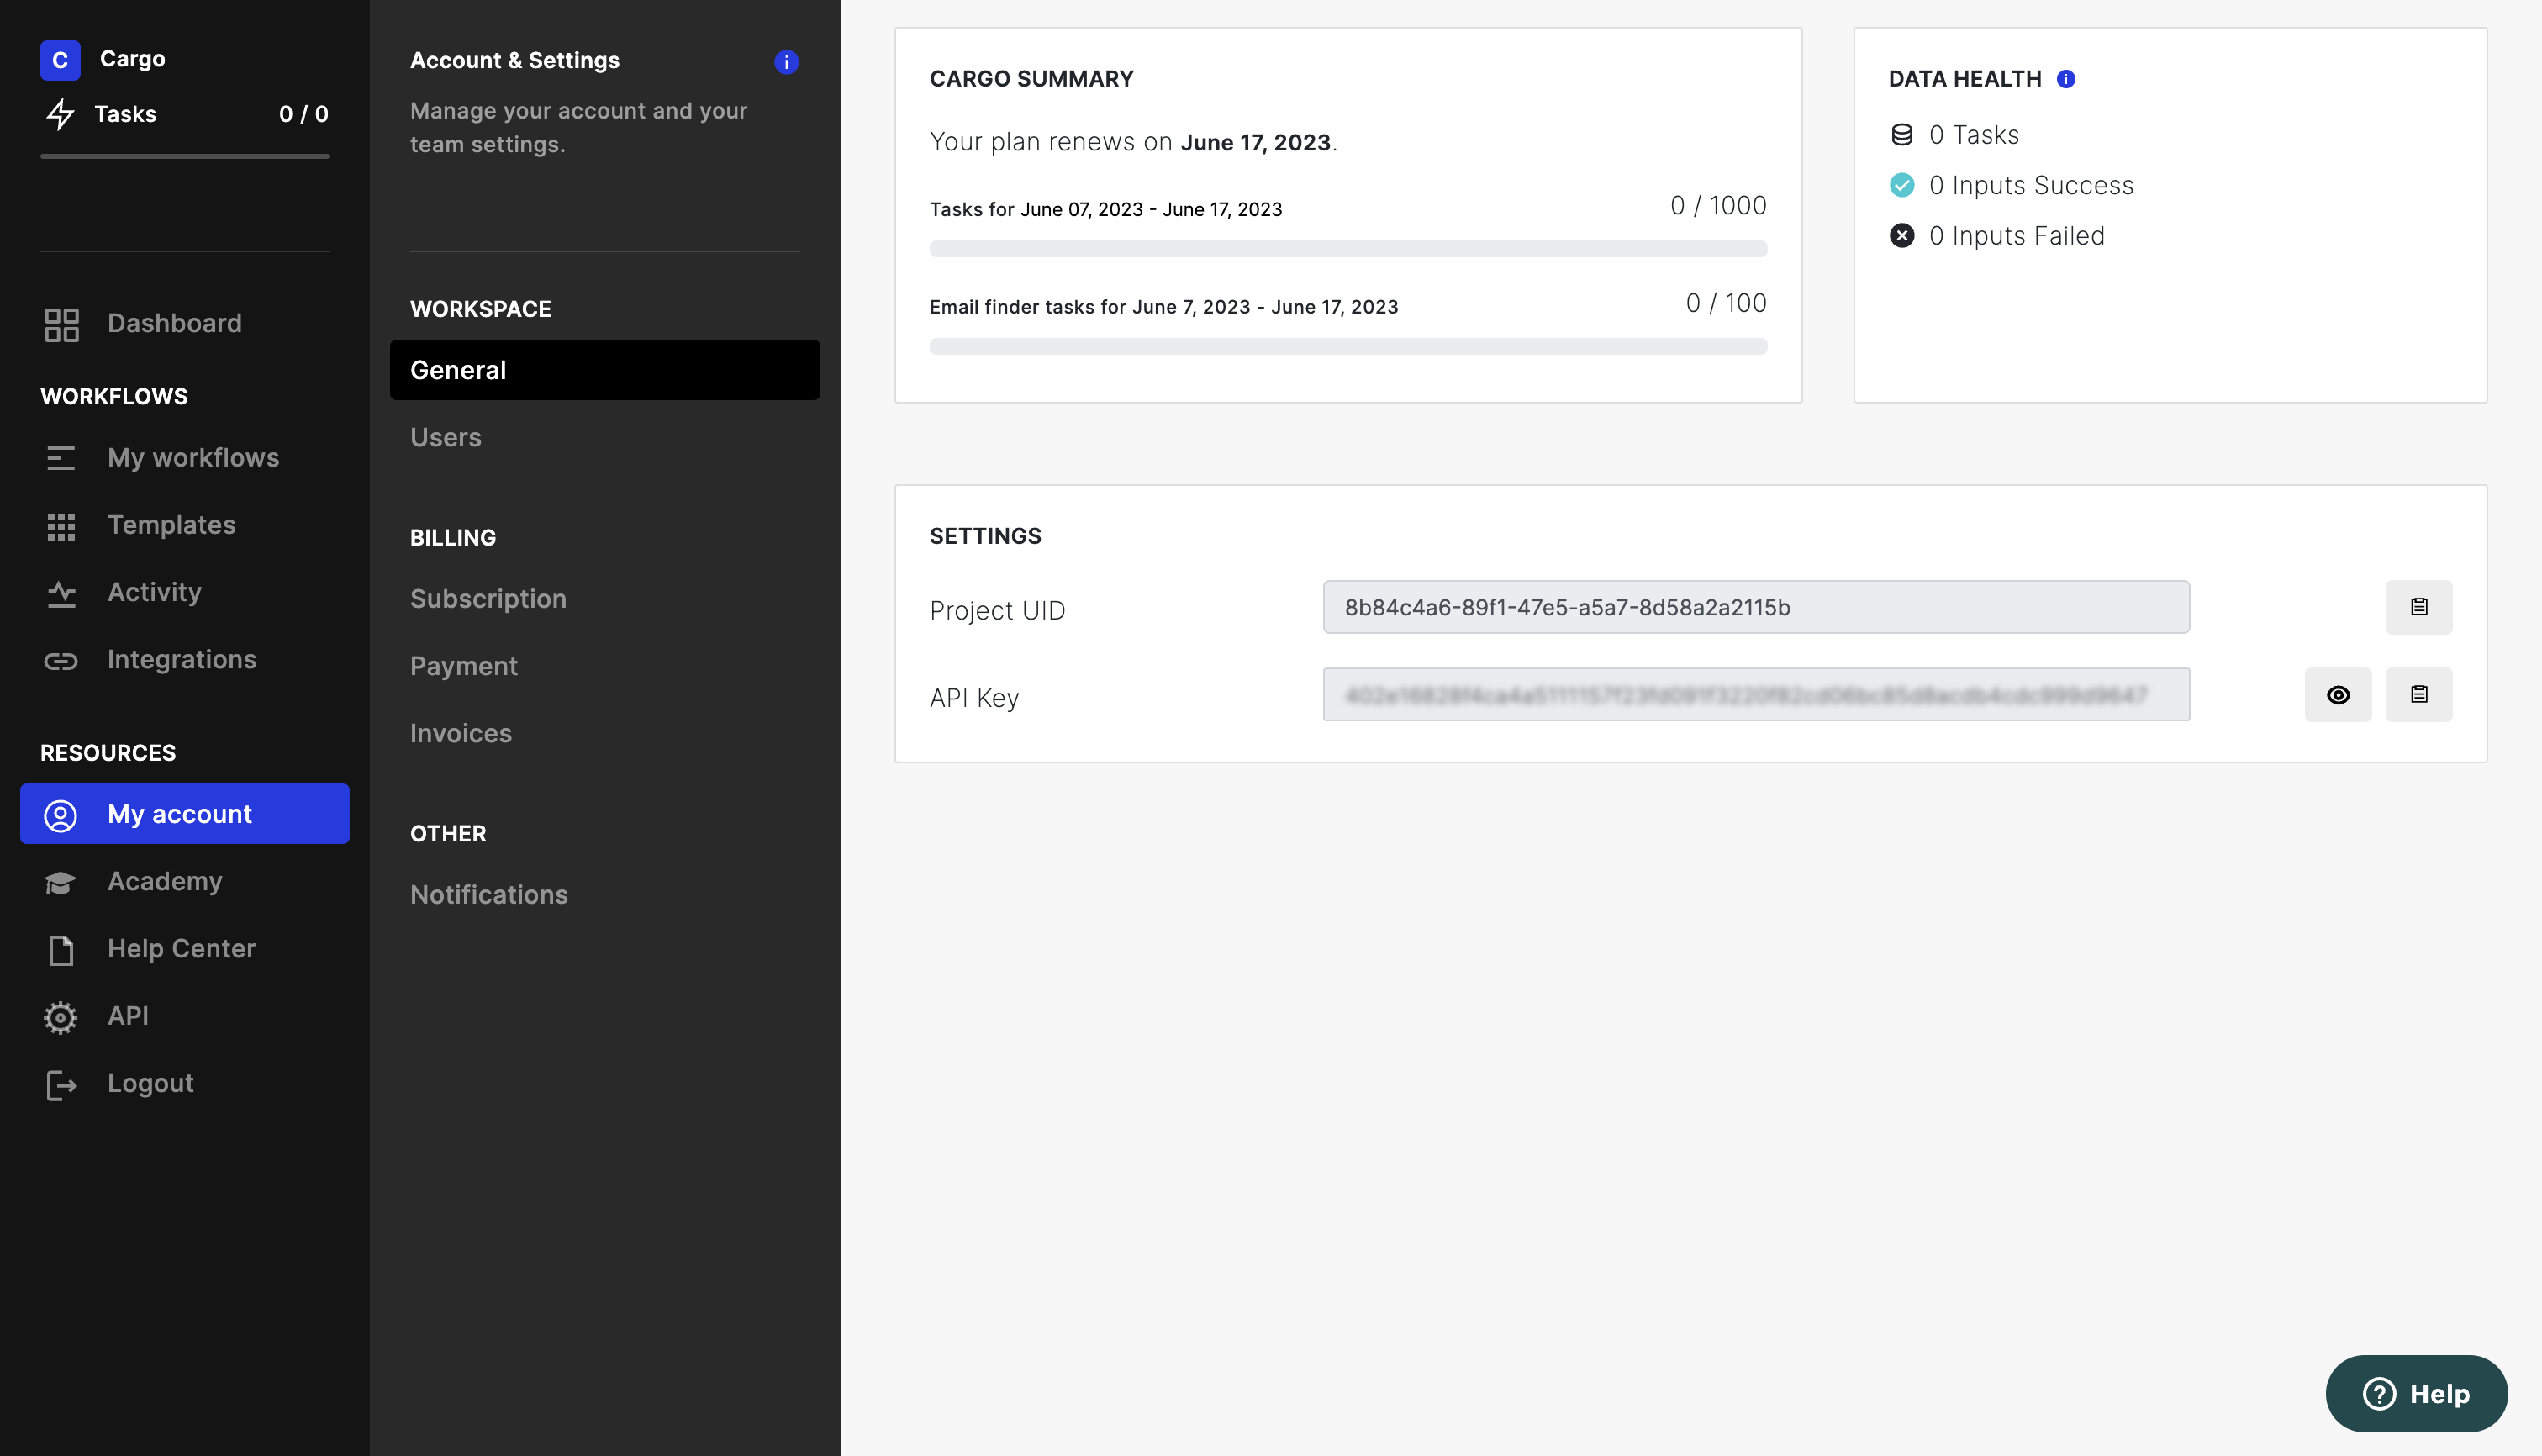 C Cargo
Tasks 0 / 0
Dashboard
WORKFLOWS
My workflows
Templates
Activity
Integrations
RESOURCES
My account
Academy
Help Center
API
Logout
Account & Settings
Manage your account and your
team settings.
WORKSPACE
General
Users
BILLING
Subscription
Payment
Invoices
OTHER
Notifications
CARGO SUMMARY
Your plan renews on June 17, 2023.
Tasks for June 07, 2023 - June 17, 2023 0 / 1000
Email finder tasks for June 7, 2023 - June 17, 2023 0 / 100
DATA HEALTH
0 Tasks
0 Inputs Success
0 Inputs Failed
SETTINGS
Project UID 8b84c4a6-89f1-47e5-a5a7-8d58a2a2115b
API Key
Help